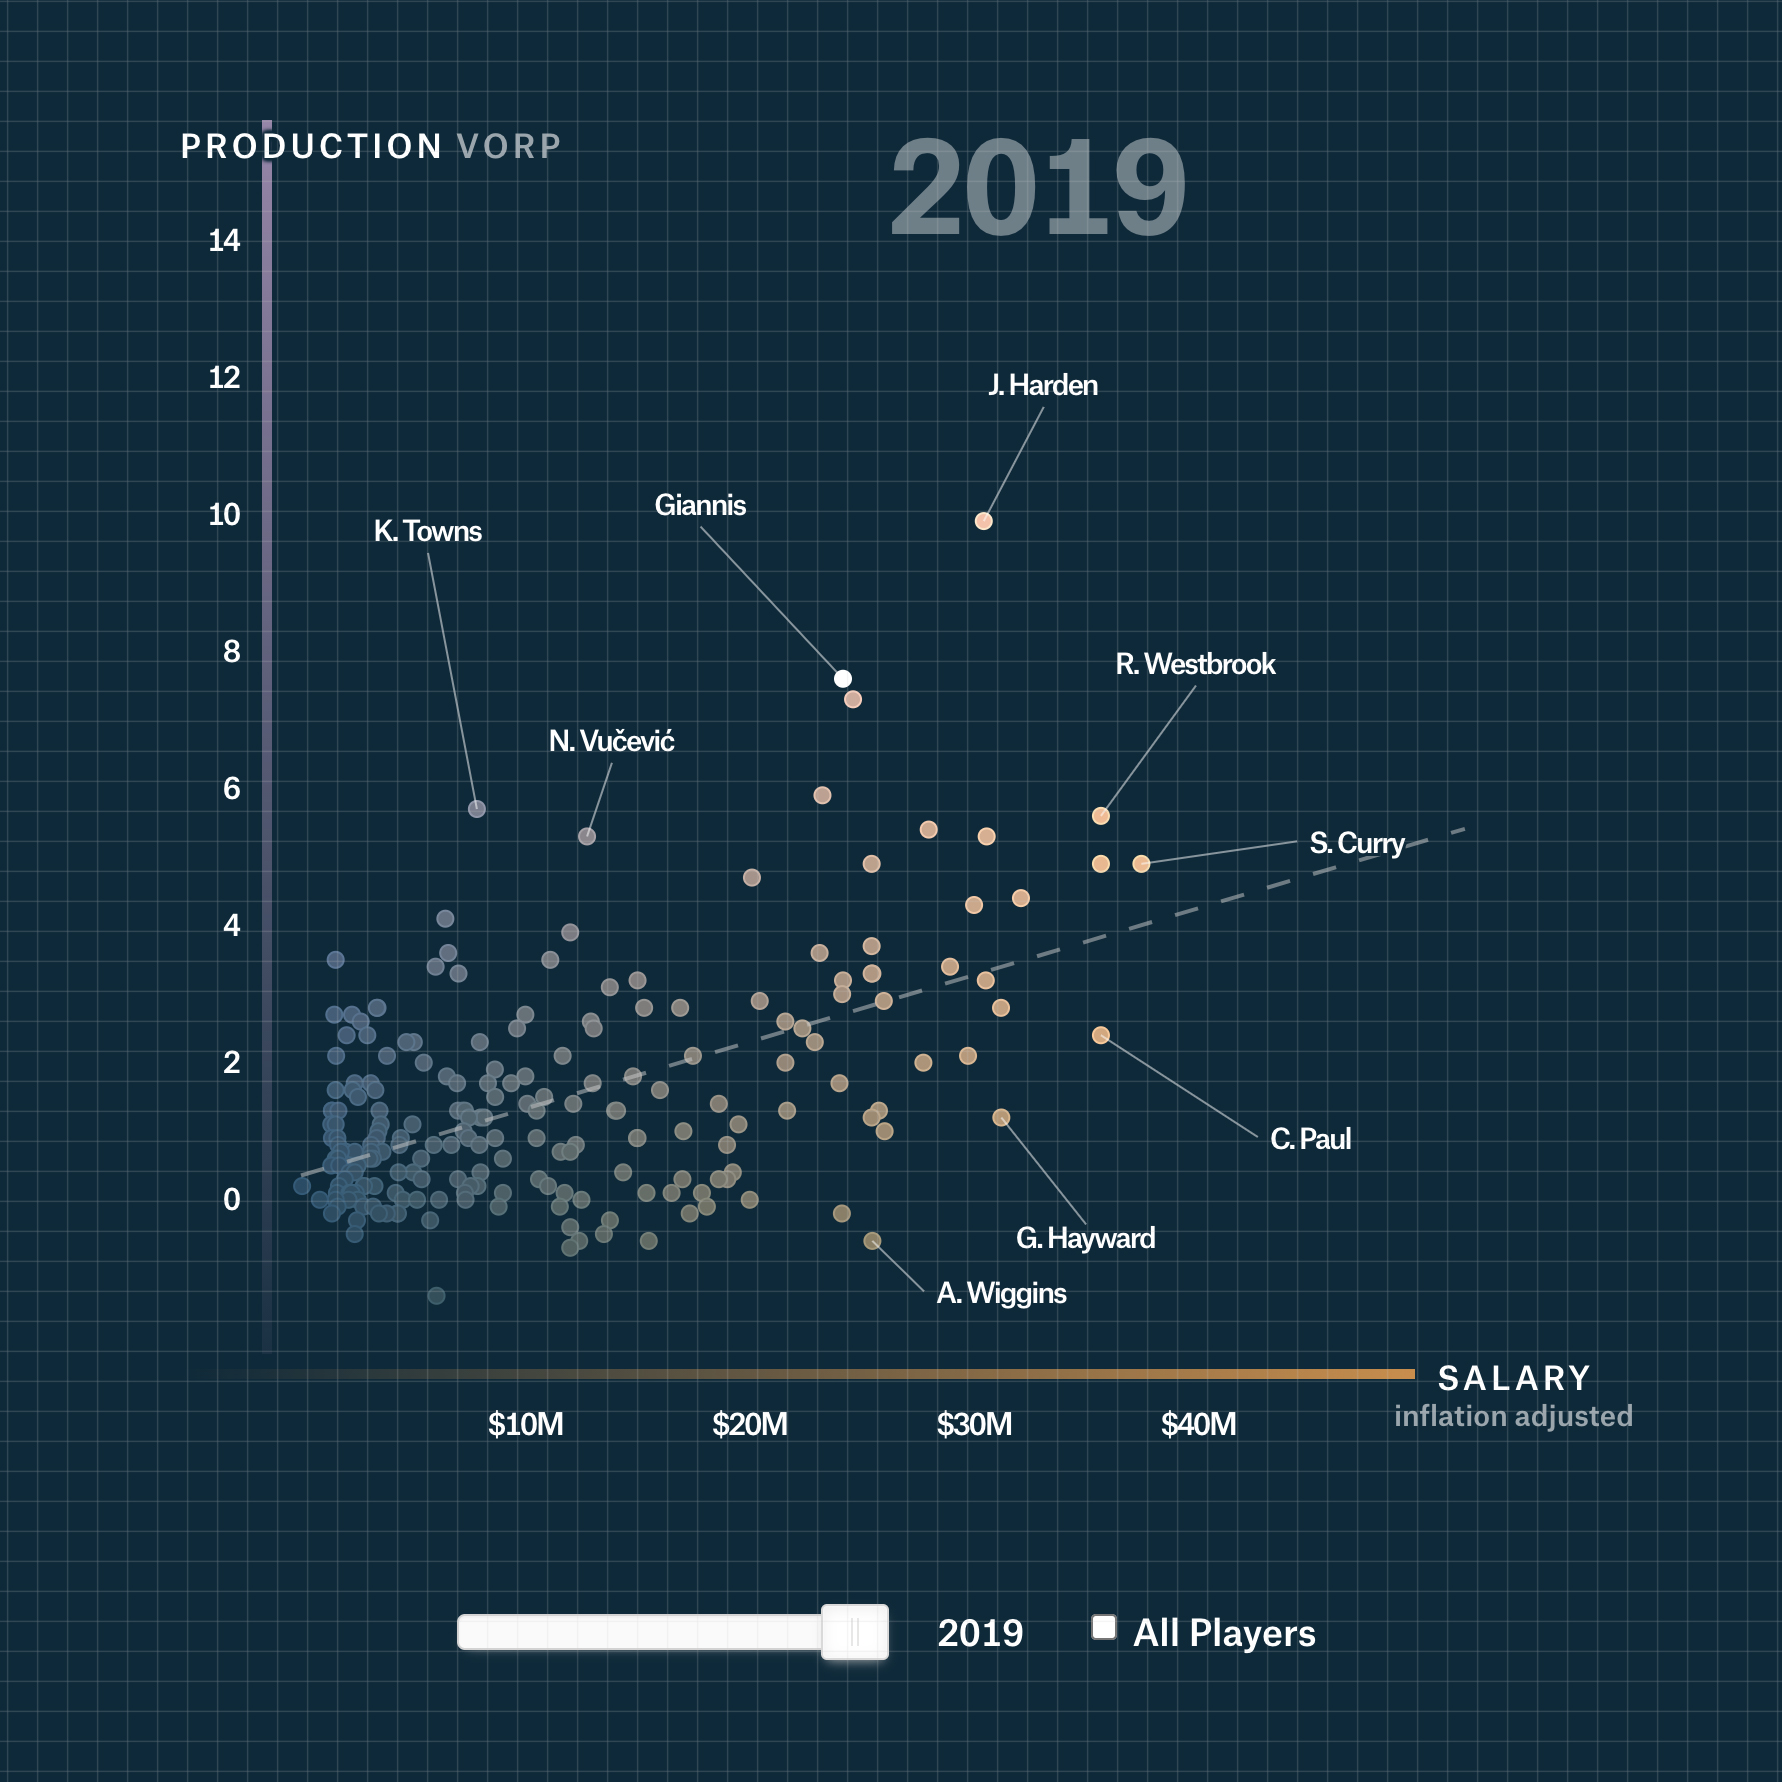 PRODUCTION VORP
2019
14
12
J. Harden
10
Giannis
K. Towns
8
R. Westbrook
N. Vučević
6
S. Curry
4
2
C. Paul
0
G. Hayward
A. Wiggins
SALARY
inflation adjusted
$10M $20M $30M $40M
2019 All Players